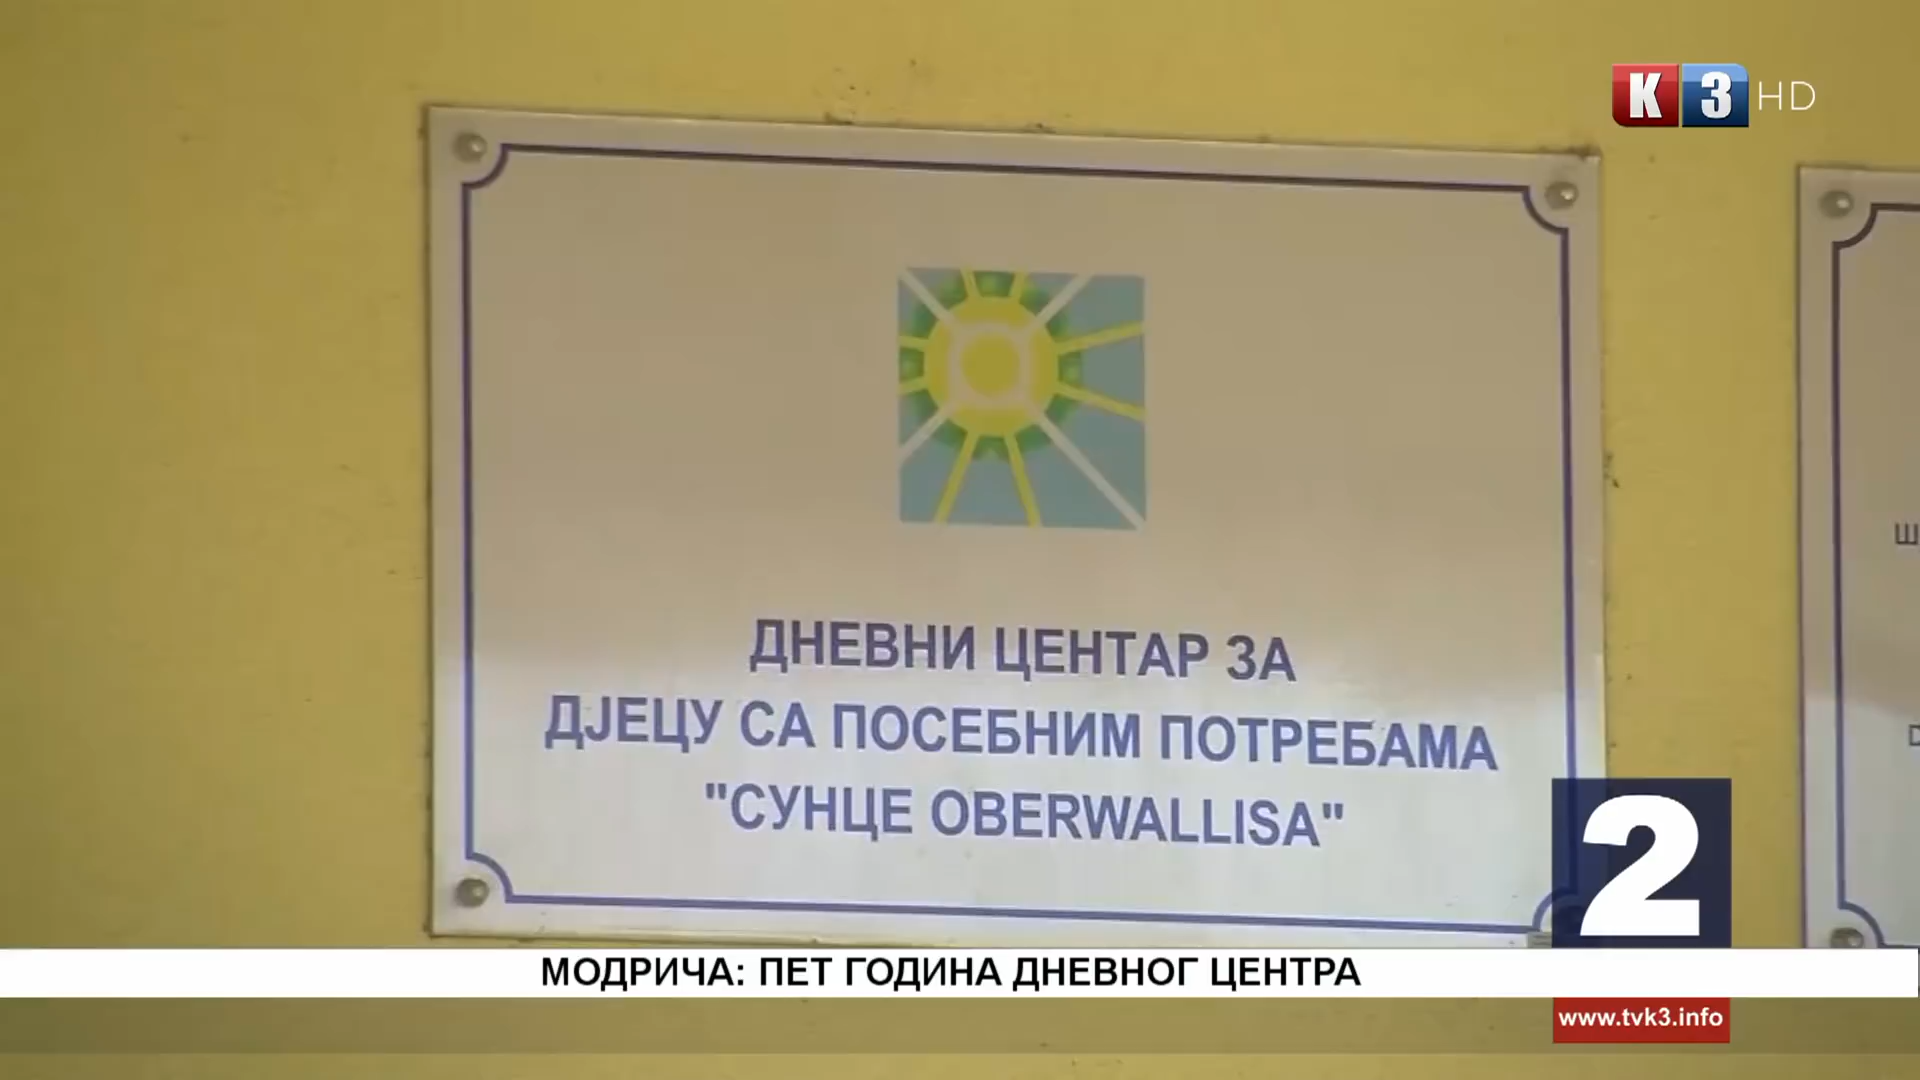 К3 HD
ДНЕВНИ ЦЕНТАР ЗА
ДЈЕЦУ СА ПОСЕБНИМ ПОТРЕБАМА
"СУНЦЕ OBERWALLISA"
Ш
2
МОДРИЧА: ПЕТ ГОДИНА ДНЕВНОГ ЦЕНТРА
www.tvk3.info